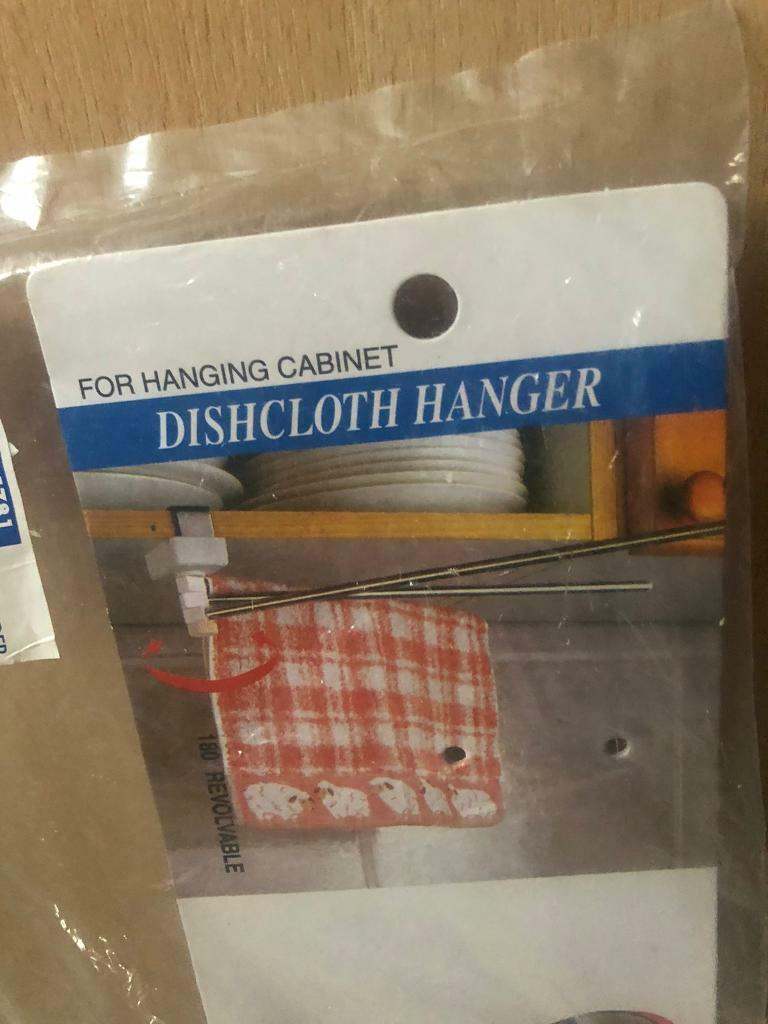 FOR HANGING CABINET
DISHCLOTH HANGER
180 REVOLVABLE